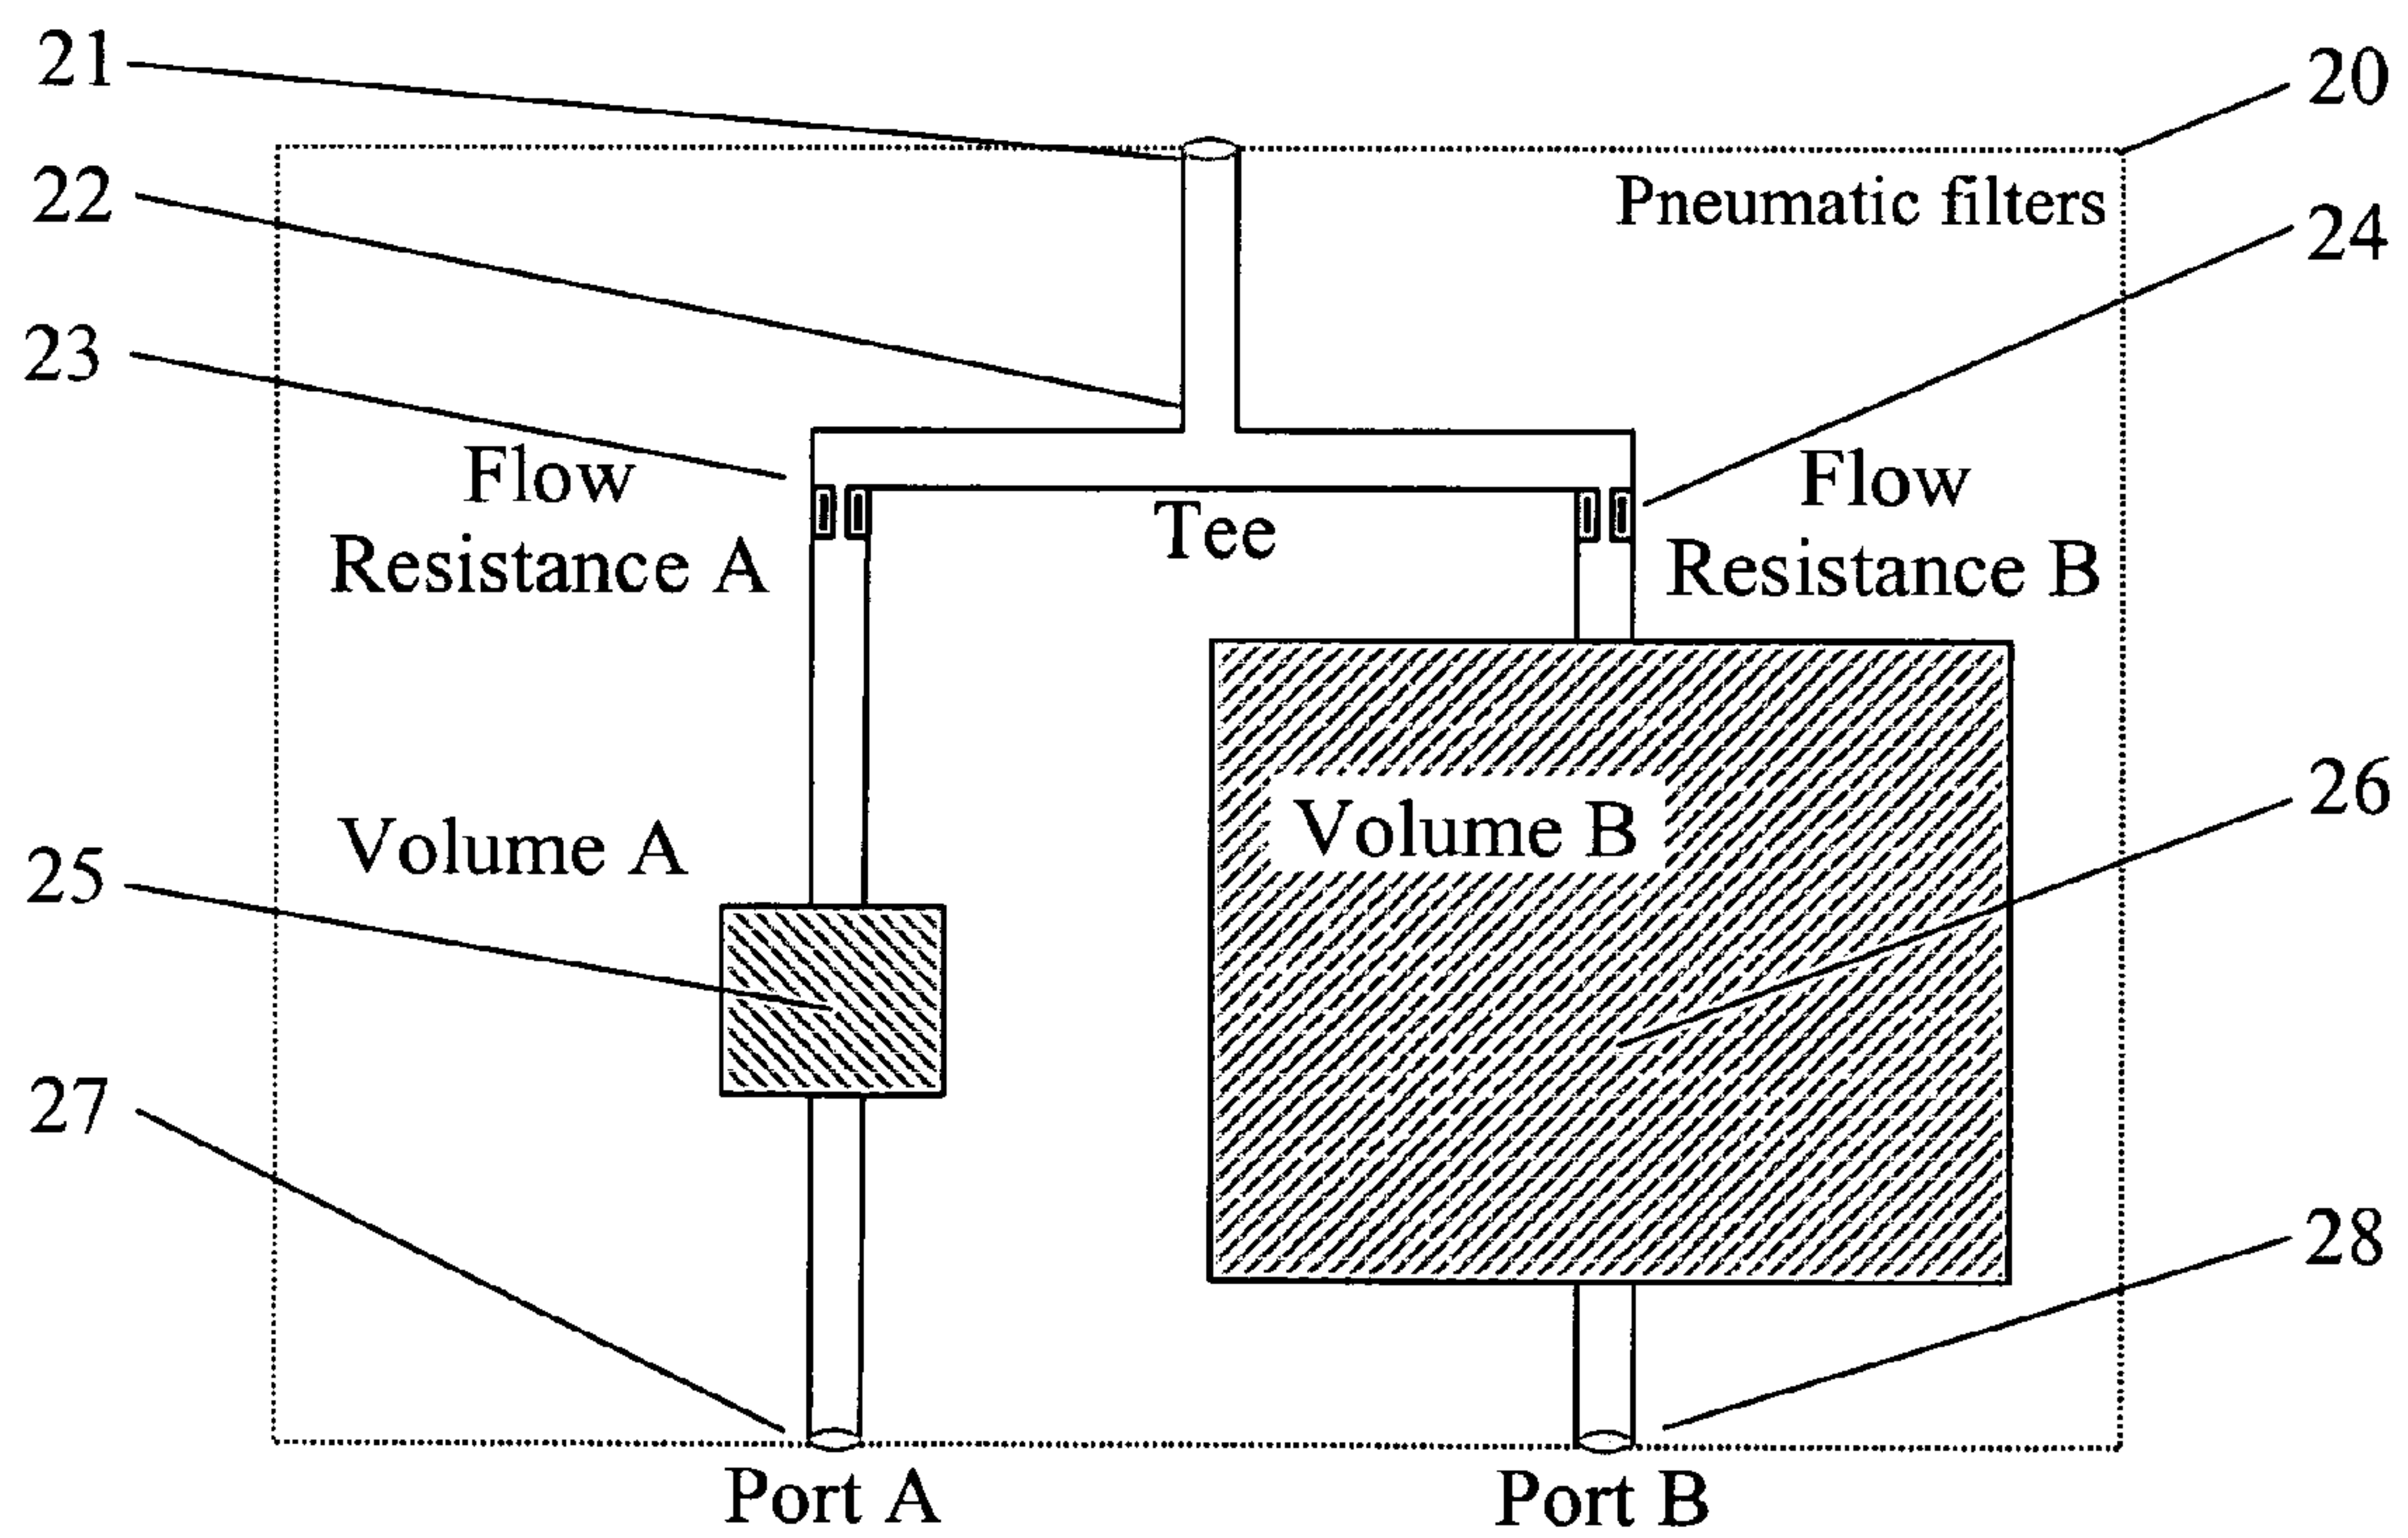 21
20
22
Pneumatic filters
24
23
Flow
Resistance A
Tee
Flow
Resistance B
Volume A
Volume B
25
26
27
28
Port A
Port B